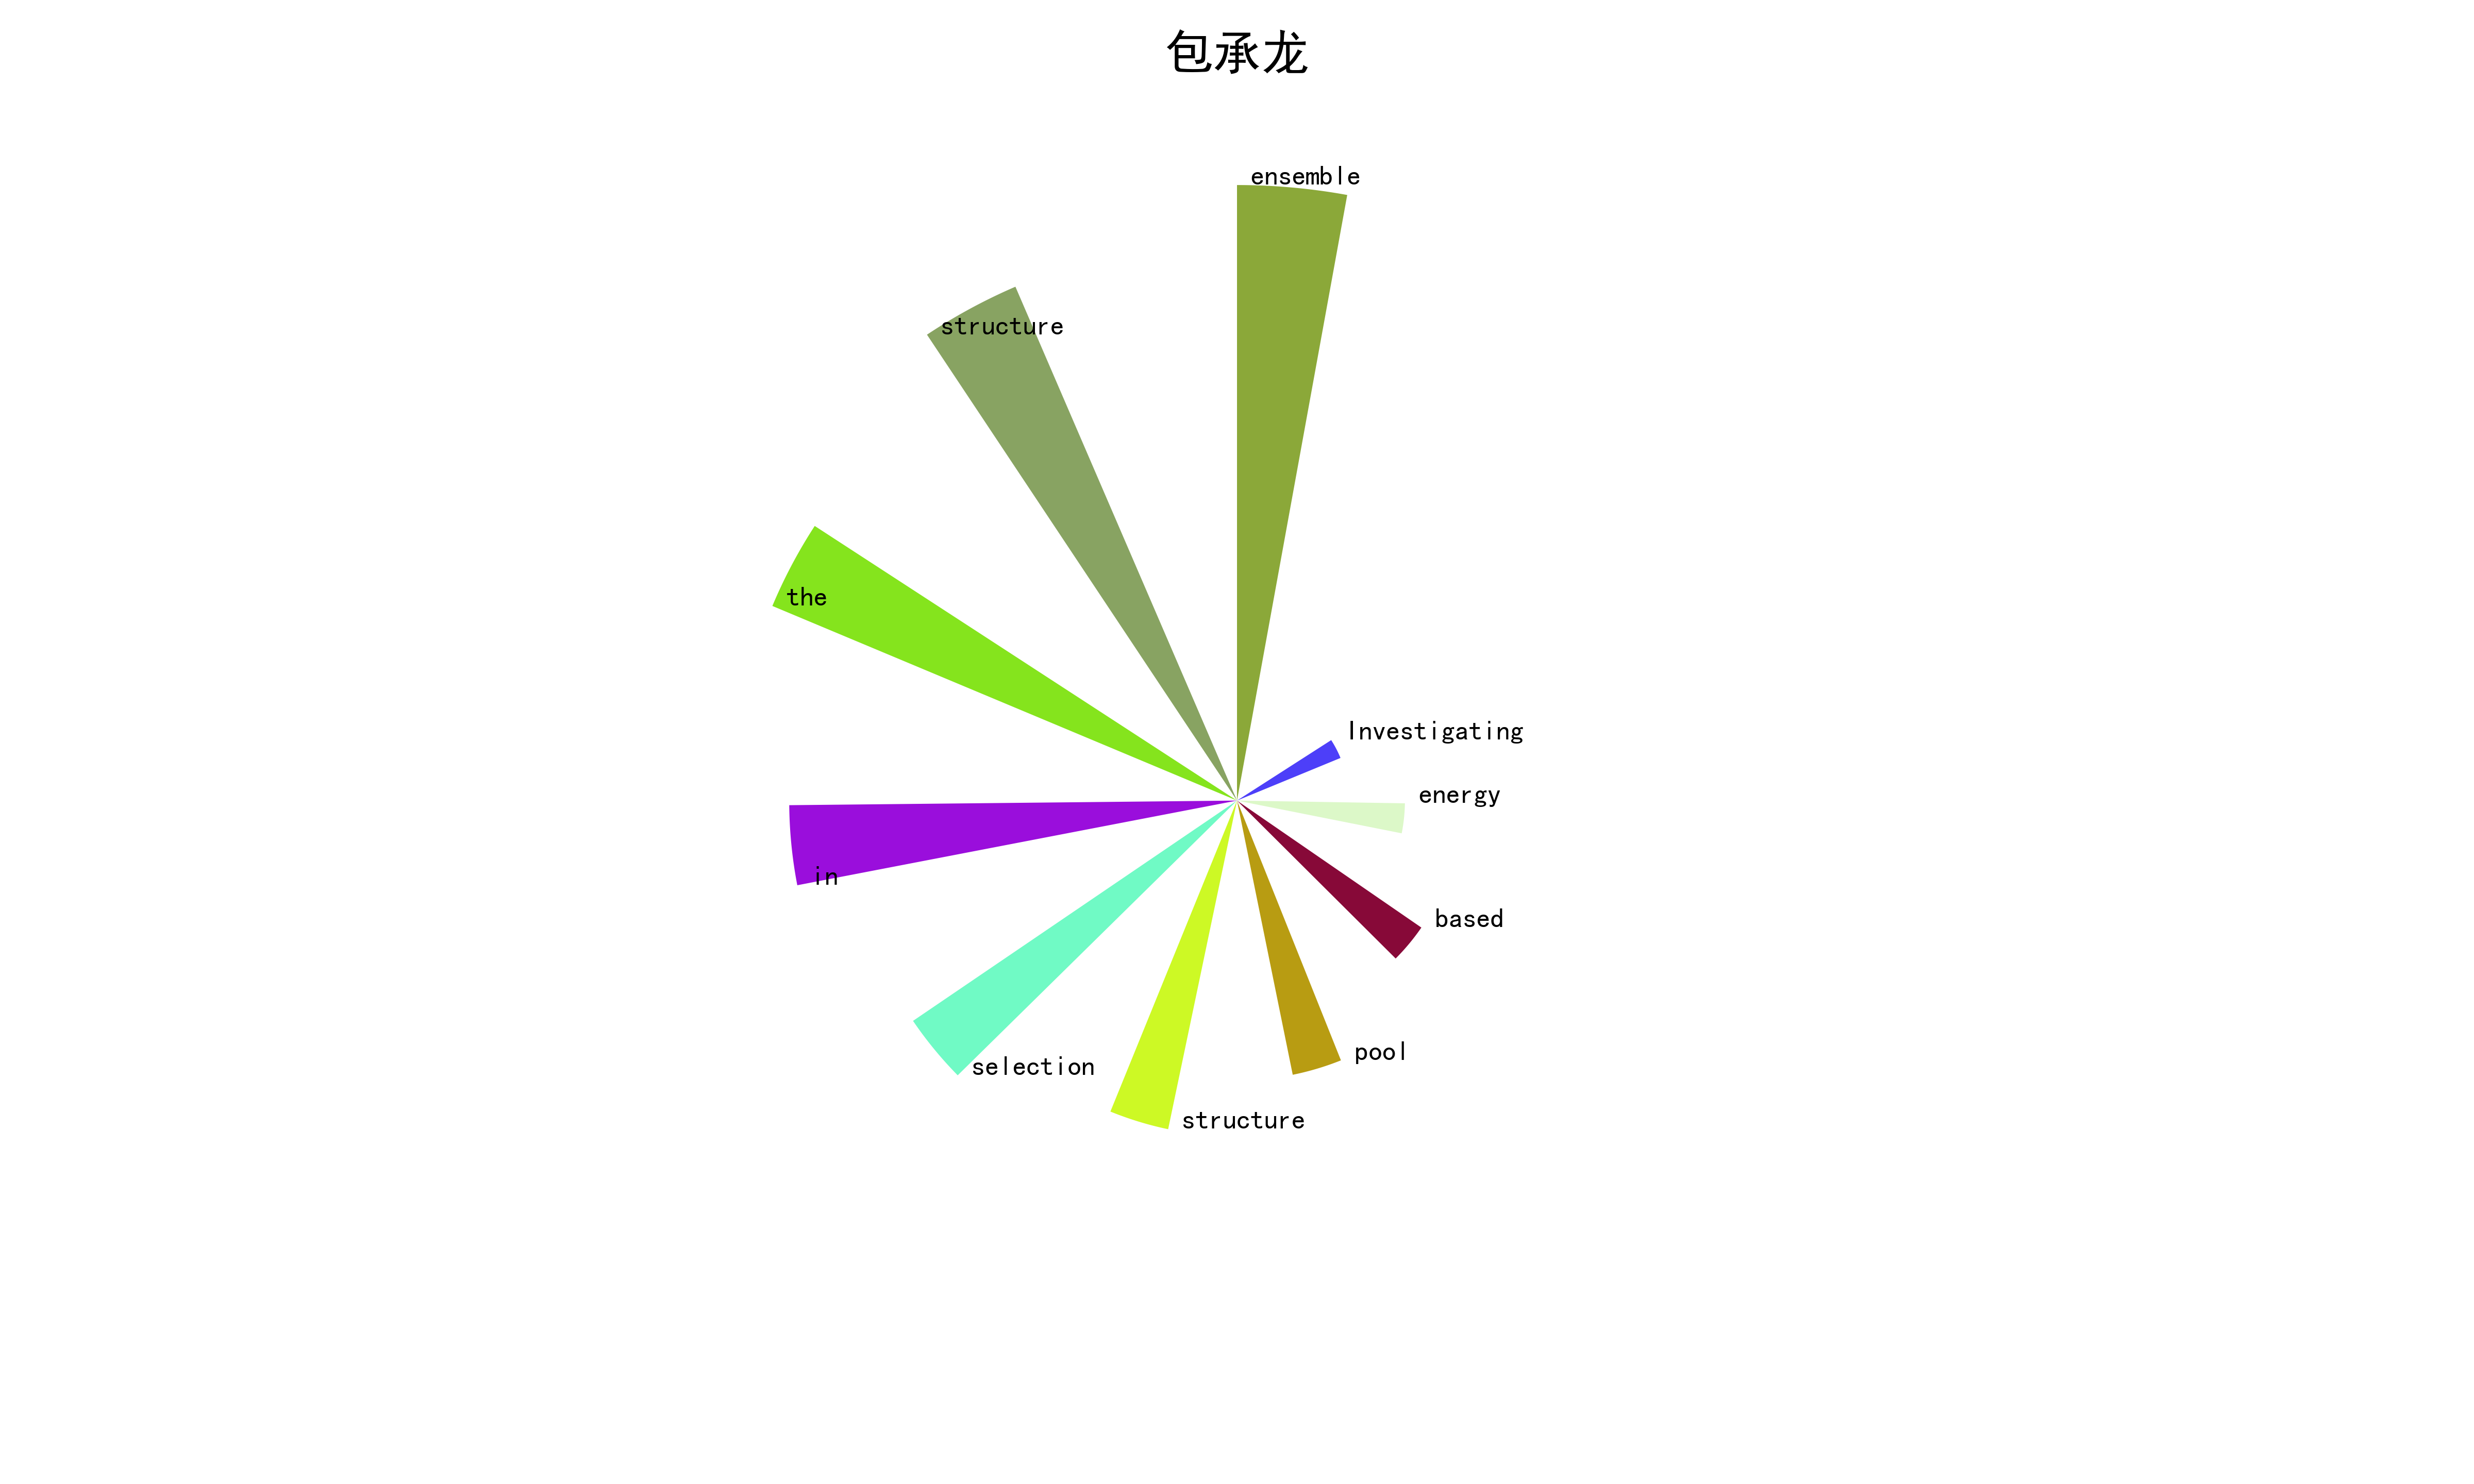 包承龙
ensemble
structure
the
Investigating
energy
in
based
pool
selection
structure